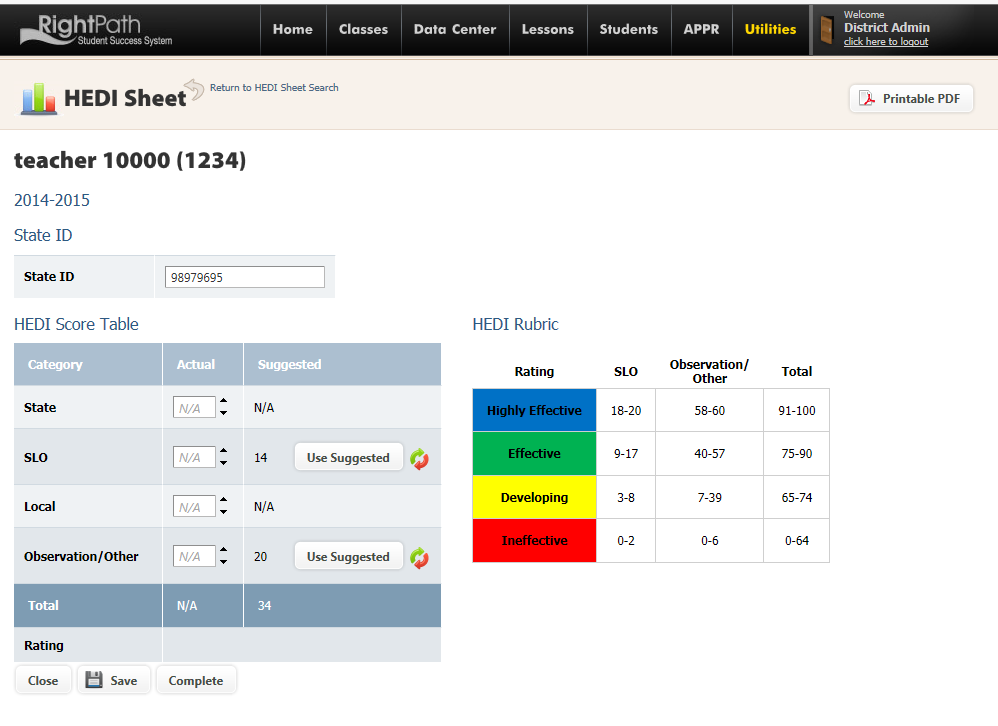 RightPath
Student Success System
Home
Classes
Data Center
Lessons
Students
APPR
Utilities
Welcome
District Admin
click here to logout
HEDI Sheet
Return to HEDI Sheet Search
Printable PDF
teacher 10000 (1234)
2014-2015
State ID
State ID 98979695
HEDI Score Table
Category Actual Suggested
State N/A N/A
SLO N/A 14 Use Suggested
Local N/A N/A
Observation/Other N/A 20 Use Suggested
Total N/A 34
Rating
Close Save Complete
HEDI Rubric
Rating SLO Observation/ Total
Other
Highly Effective 18-20 58-60 91-100
Effective 9-17 40-57 75-90
Developing 3-8 7-39 65-74
Ineffective 0-2 0-6 0-64